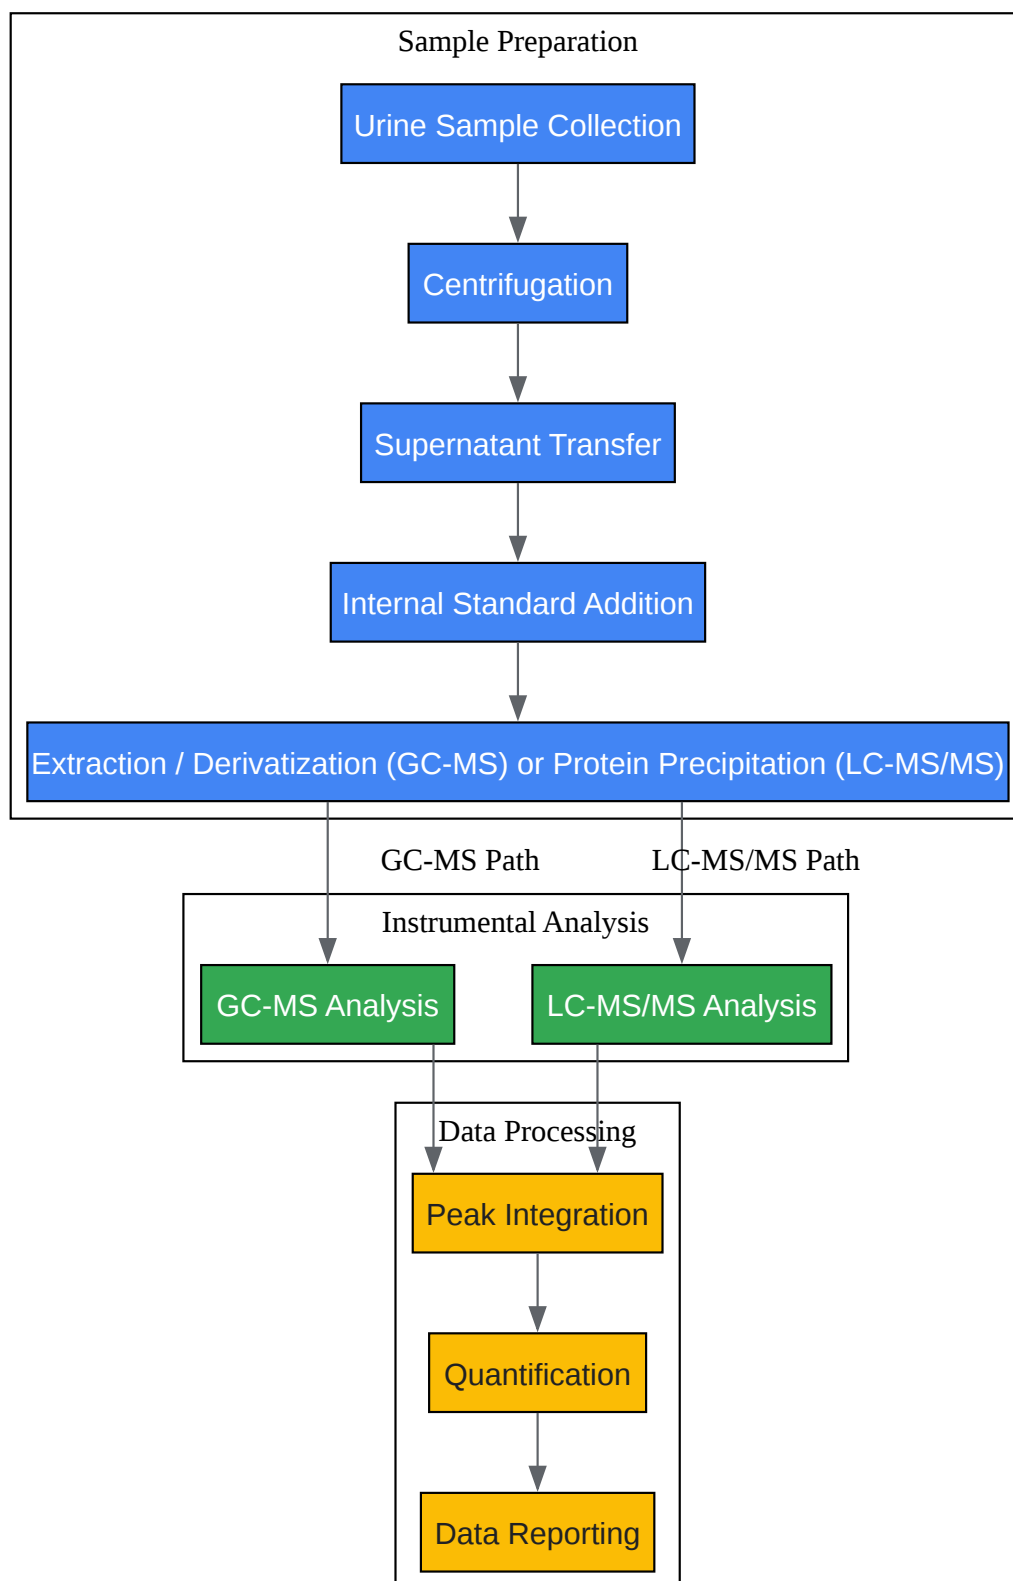 Sample Preparation
Urine Sample Collection
Centrifugation
Supernatant Transfer
Internal Standard Addition
Extraction / Derivatization (GC-MS) or Protein Precipitation (LC-MS/MS)
GC-MS Path
LC-MS/MS Path
Instrumental Analysis
GC-MS Analysis
LC-MS/MS Analysis
Data Processing
Peak Integration
Quantification
Data Reporting